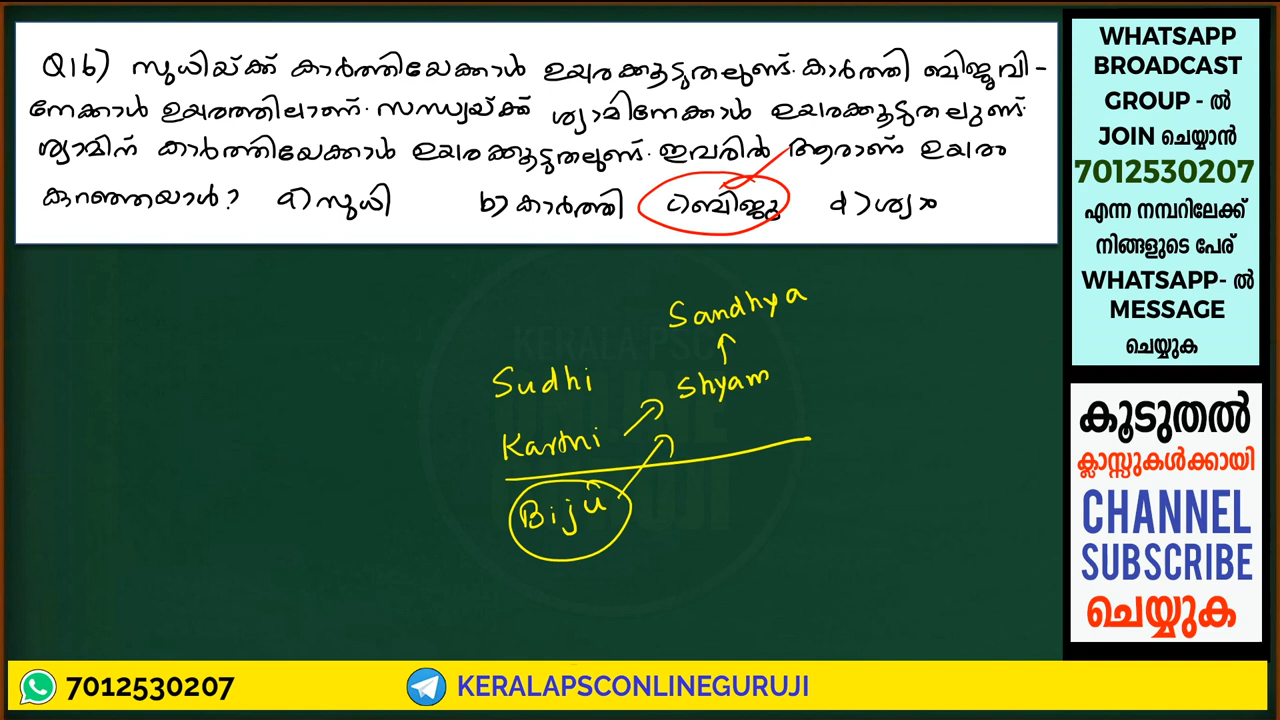 Q16) സുധിയ്ക്ക് കാർത്തിയേക്കാൾ ഉയരക്കൂടുതലുണ്ട്. കാർത്തി ബിജുവി-
നേക്കാൾ ഉയരത്തിലാണ്. സന്ധ്യയ്ക്ക് ശ്യാമിനേക്കാൾ ഉയരക്കൂടുതലുണ്ട്.
ശ്യാമിന് കാർത്തിയേക്കാൾ ഉയരക്കൂടുതലുണ്ട്. ഇവരിൽ ആരാണ് ഉയരം
കുറഞ്ഞയാൾ? a) സുധി b) കാർത്തി c) ബിജു d) ശ്യാം
Sandhya
Sudhi Shyam
Karthi
Biju
WHATSAPP
BROADCAST
GROUP - ൽ
JOIN ചെയ്യാൻ
7012530207
എന്ന നമ്പറിലേക്ക്
നിങ്ങളുടെ പേര്
WHATSAPP- ൽ
MESSAGE
ചെയ്യുക
കൂടുതൽ
ക്ലാസ്സുകൾക്കായി
CHANNEL
SUBSCRIBE
ചെയ്യുക
7012530207 KERALAPSCONLINEGURUJI